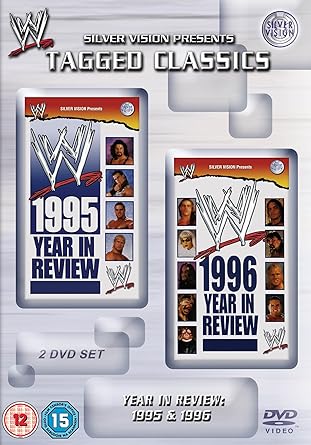 W
SILVER VISION PRESENTS
TAGGED CLASSICS
SILVER
VISION
W
SILVER VISION Presents
W
1995
YEAR IN
REVIEW
W
W
SILVER VISION Presents
W
1996
YEAR IN
REVIEW
W
2 DVD SET
YEAR IN REVIEW:
1995 & 1996
12
15
DVD
VIDEO